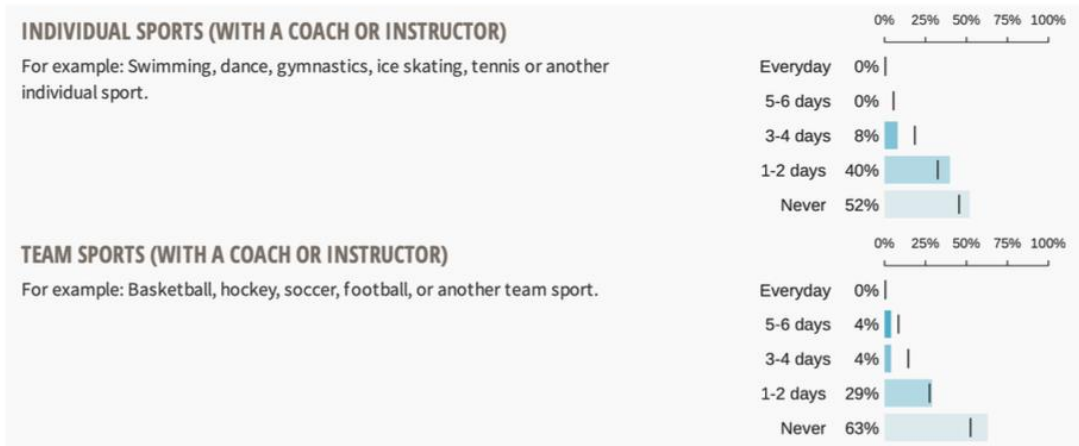 INDIVIDUAL SPORTS (WITH A COACH OR INSTRUCTOR)
For example: Swimming, dance, gymnastics, ice skating, tennis or another
individual sport.
0% 25% 50% 75% 100%
Everyday 0%
5-6 days 0%
3-4 days 8%
1-2 days 40%
Never 52%
TEAM SPORTS (WITH A COACH OR INSTRUCTOR)
For example: Basketball, hockey, soccer, football, or another team sport.
0% 25% 50% 75% 100%
Everyday 0%
5-6 days 4%
3-4 days 4%
1-2 days 29%
Never 63%